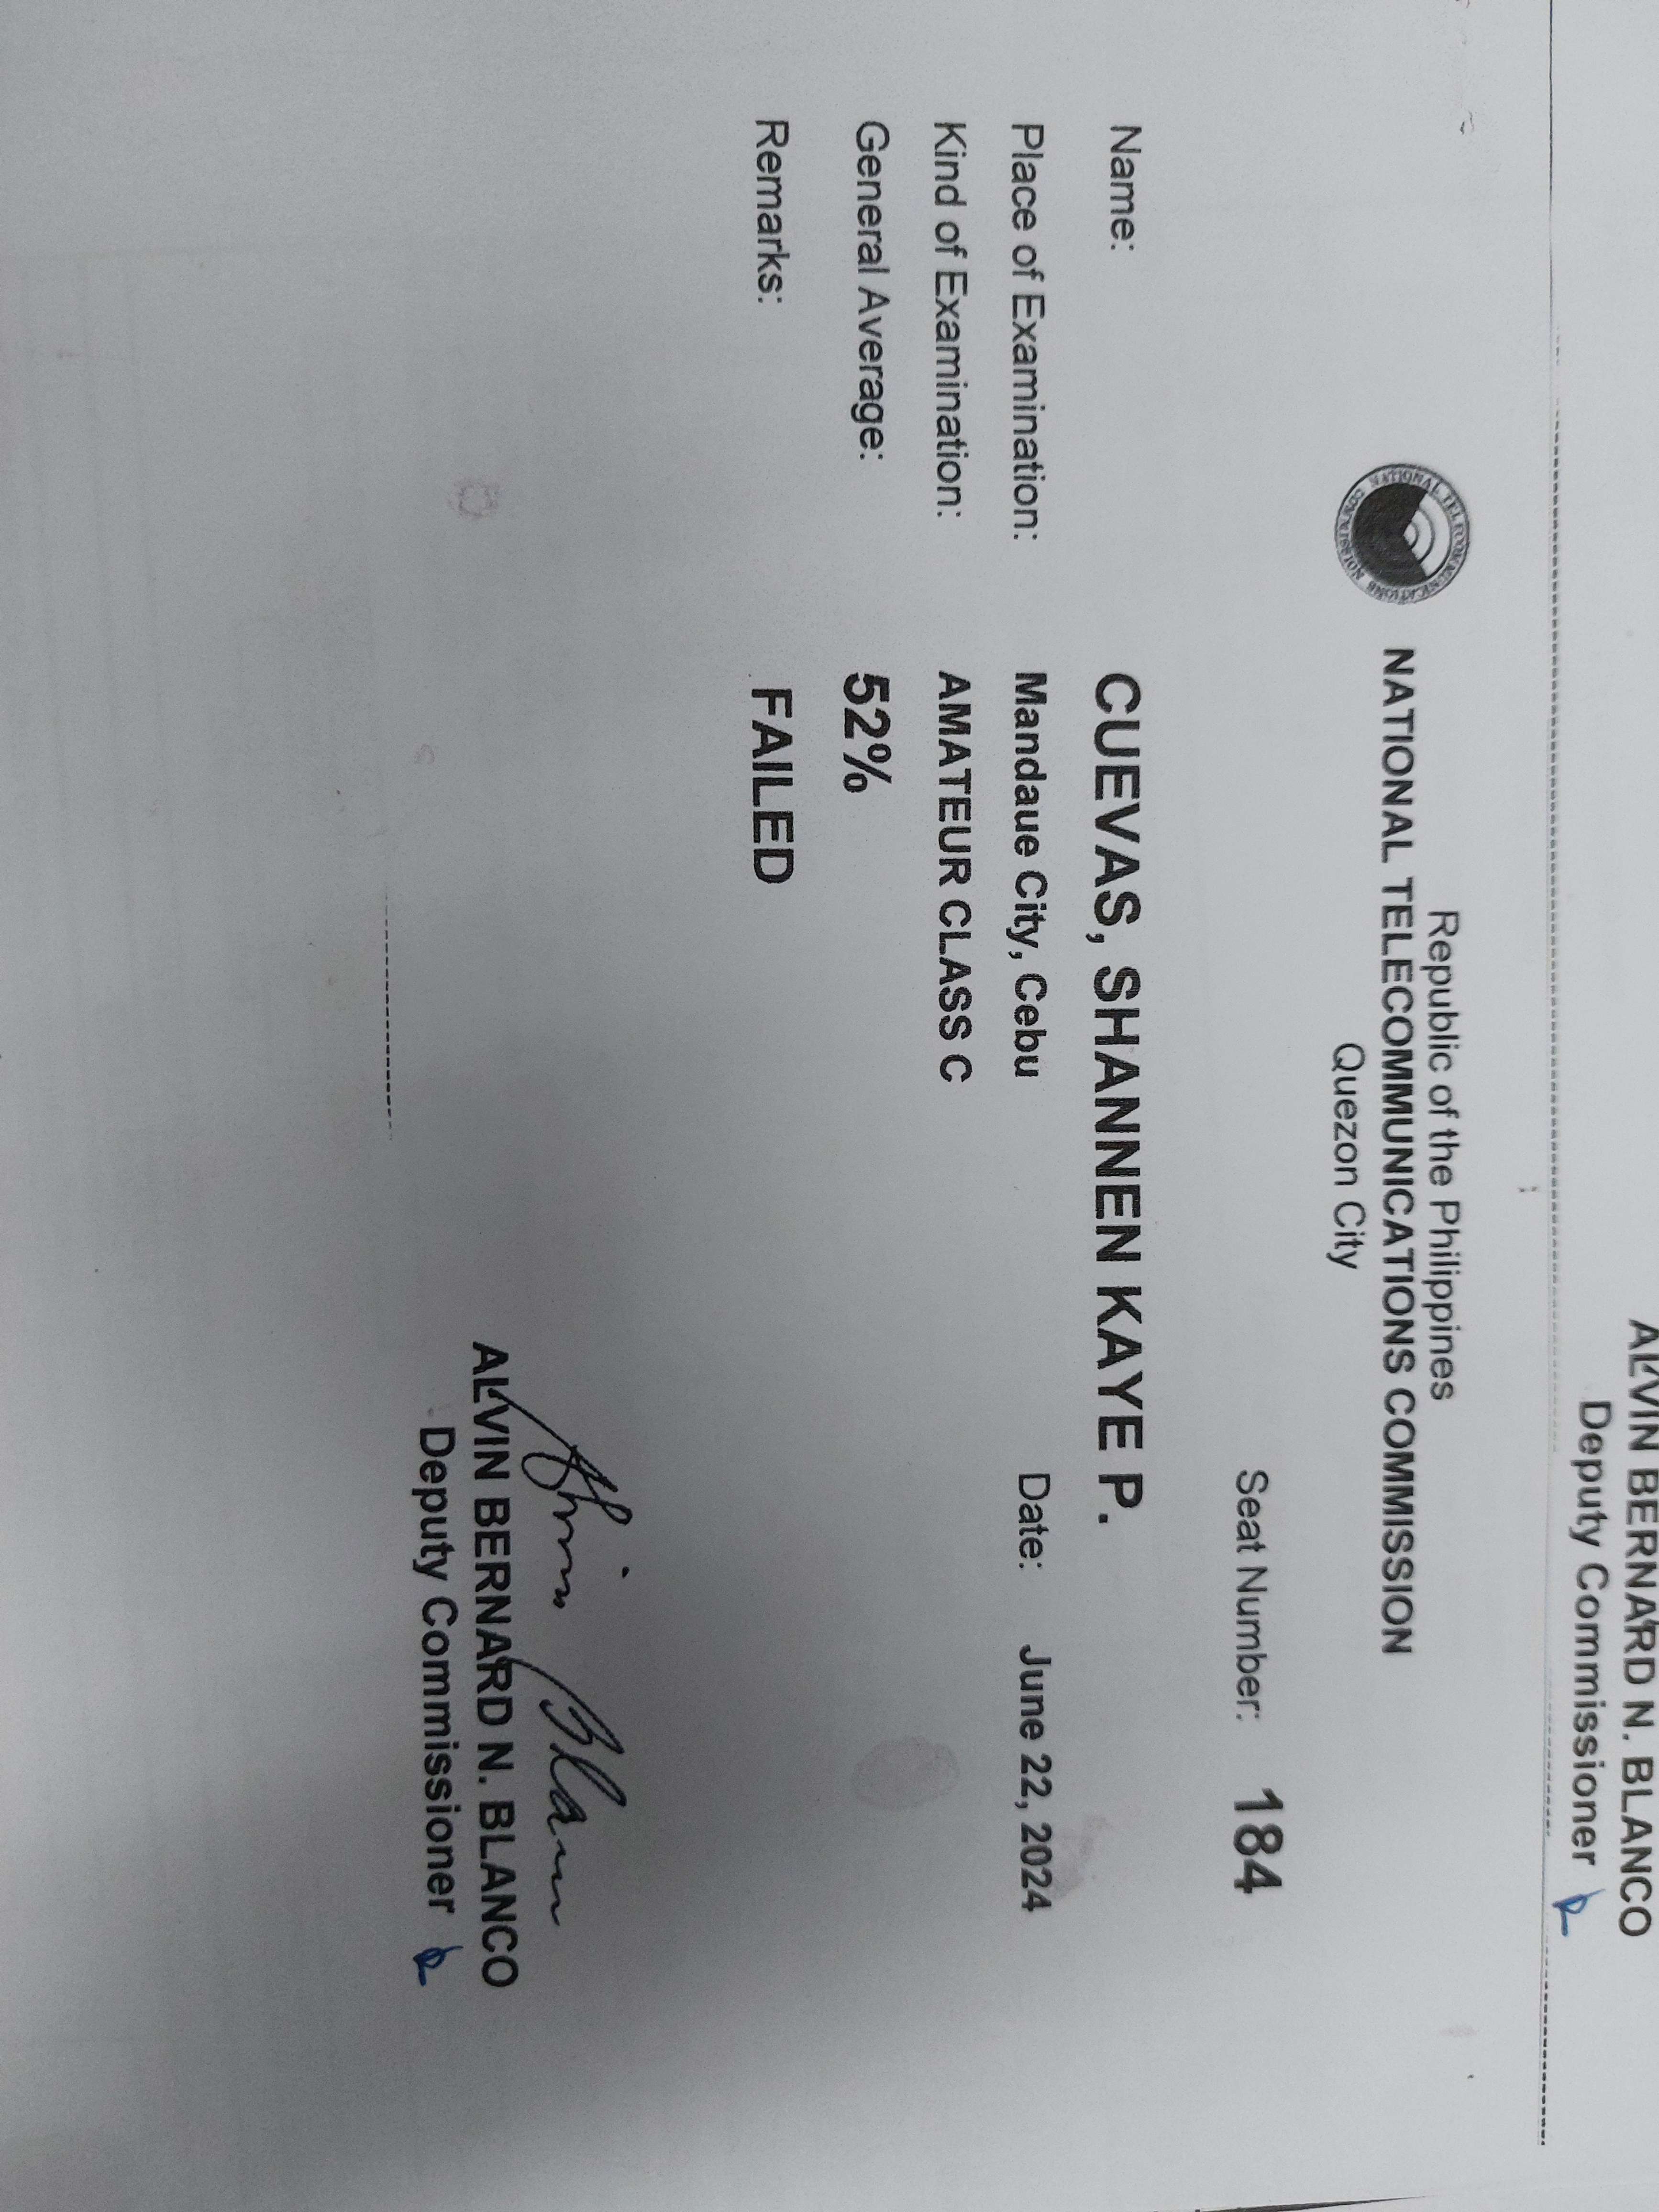 ALVIN BERNARD N. BLANCO
Deputy Commissioner
NATIONAL TELECOMMUNICATIONS COMMISSION
Republic of the Philippines
NATIONAL TELECOMMUNICATIONS COMMISSION
Quezon City
Seat Number: 184
Name: CUEVAS, SHANNEN KAYE P.
Place of Examination: Mandaue City, Cebu Date: June 22, 2024
Kind of Examination: AMATEUR CLASS C
General Average: 52%
Remarks: FAILED
ALVIN BERNARD N. BLANCO
Deputy Commissioner